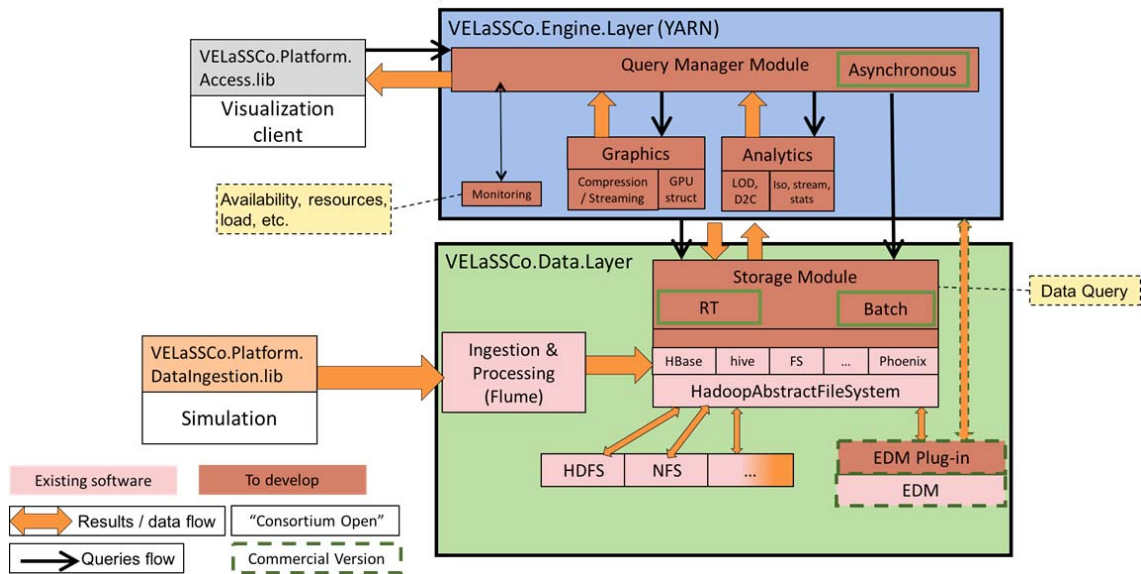 VELaSSCo.Engine.Layer (YARN)
VELaSSCo.Platform.
Access.lib
Visualization
client
Query Manager Module
Asynchronous
Graphics
Compression
/ Streaming
GPU
struct
Analytics
LOD,
D2C
Iso, stream,
stats
Monitoring
Availability, resources,
load, etc.
VELaSSCo.Data.Layer
Storage Module
RT
Batch
Data Query
HBase
hive
FS
...
Phoenix
HadoopAbstractFileSystem
VELaSSCo.Platform.
DataIngestion.lib
Simulation
Ingestion &
Processing
(Flume)
HDFS
NFS
...
EDM Plug-in
EDM
Existing software
To develop
Results / data flow
“Consortium Open”
Queries flow
Commercial Version